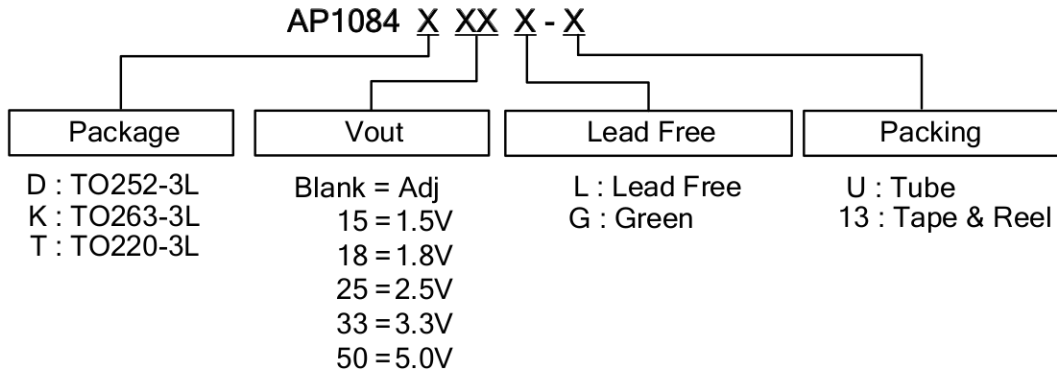 AP1084 X XX X - X
Package
D : TO252-3L
K : TO263-3L
T : TO220-3L
Vout
Blank = Adj
15 = 1.5V
18 = 1.8V
25 = 2.5V
33 = 3.3V
50 = 5.0V
Lead Free
L : Lead Free
G : Green
Packing
U : Tube
13 : Tape & Reel